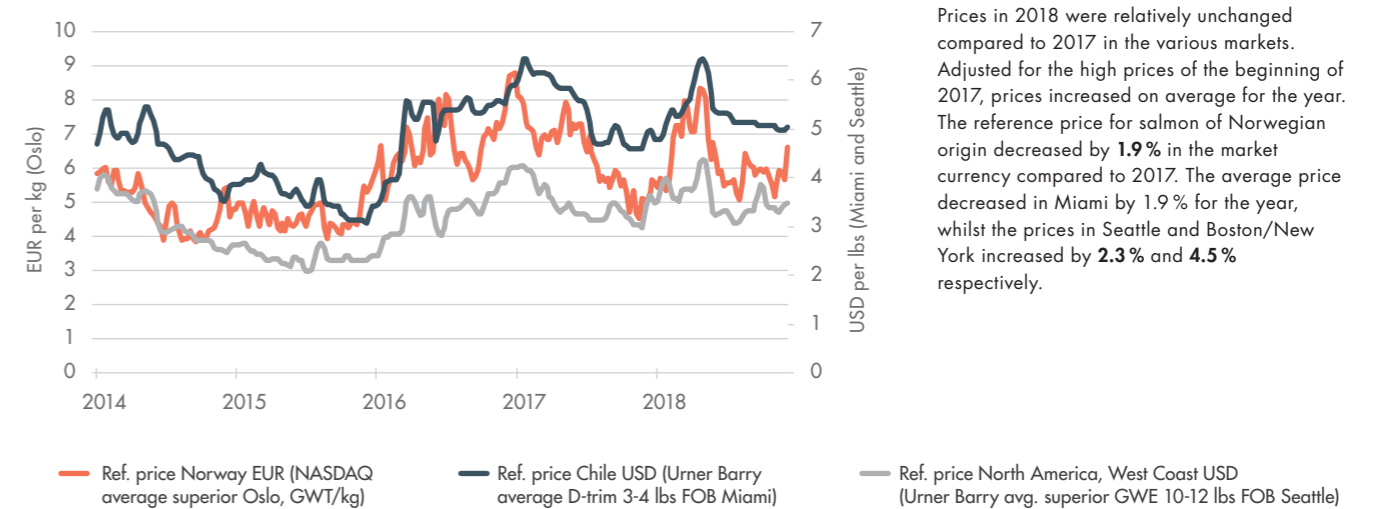 10
9
8
7
6
5
4
3
2
1
0
EUR per kg (Oslo)
7
6
5
4
3
2
1
0
USD per lbs (Miami and Seattle)
2014
2015
2016
2017
2018
Ref. price Norway EUR (NASDAQ
average superior Oslo, GWT/kg)
Ref. price Chile USD (Urner Barry
average D-trim 3-4 lbs FOB Miami)
Ref. price North America, West Coast USD
(Urner Barry avg. superior GWE 10-12 lbs FOB Seattle)
Prices in 2018 were relatively unchanged
compared to 2017 in the various markets.
Adjusted for the high prices of the beginning of
2017, prices increased on average for the year.
The reference price for salmon of Norwegian
origin decreased by 1.9 % in the market
currency compared to 2017. The average price
decreased in Miami by 1.9 % for the year,
whilst the prices in Seattle and Boston/New
York increased by 2.3 % and 4.5 %
respectively.